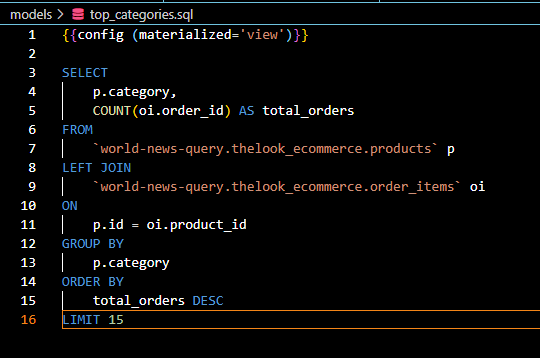 models > top_categories.sql
1 {{config (materialized='view')}}
2
3 SELECT
4 p.category,
5 COUNT(oi.order_id) AS total_orders
6 FROM
7 `world-news-query.thelook_ecommerce.products` p
8 LEFT JOIN
9 `world-news-query.thelook_ecommerce.order_items` oi
10 ON
11 p.id = oi.product_id
12 GROUP BY
13 p.category
14 ORDER BY
15 total_orders DESC
16 LIMIT 15